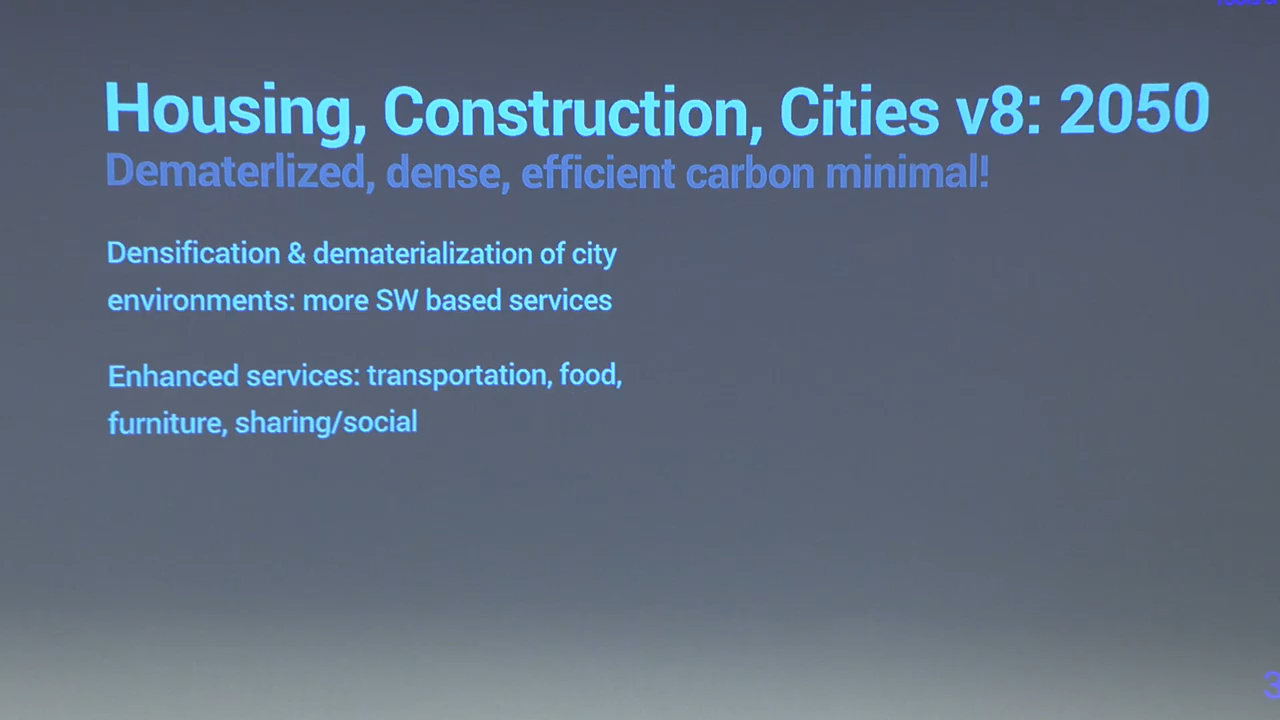 Housing, Construction, Cities v8: 2050
Dematerlized, dense, efficient carbon minimal!
Densification & dematerialization of city
environments: more SW based services
Enhanced services: transportation, food,
furniture, sharing/social